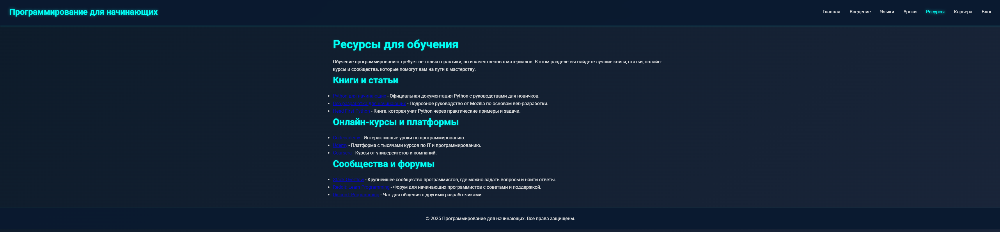 Программирование для начинающих
Главная Введение Языки Уроки Ресурсы Карьера Блог
Ресурсы для обучения
Обучение программированию требует не только практики, но и качественных материалов. В этом разделе вы найдете лучшие книги, статьи, онлайн-
курсы и сообщества, которые помогут вам на пути к мастерству.
Книги и статьи
Python для начинающих - Официальная документация Python с руководствами для новичков.
Веб-разработка для начинающих - Подробное руководство от Mozilla по основам веб-разработки.
Head First Python - Книга, которая учит Python через практические примеры и задачи.
Онлайн-курсы и платформы
Codecademy - Интерактивные уроки по программированию.
Udemy - Платформа с тысячами курсов по IT и программированию.
Coursera - Курсы от университетов и компаний.
Сообщества и форумы
Stack Overflow - Крупнейшее сообщество программистов, где можно задать вопросы и найти ответы.
Reddit: Learn Programming - Форум для начинающих программистов с советами и поддержкой.
Discord: Programming - Чат для общения с другими разработчиками.
© 2025 Программирование для начинающих. Все права защищены.